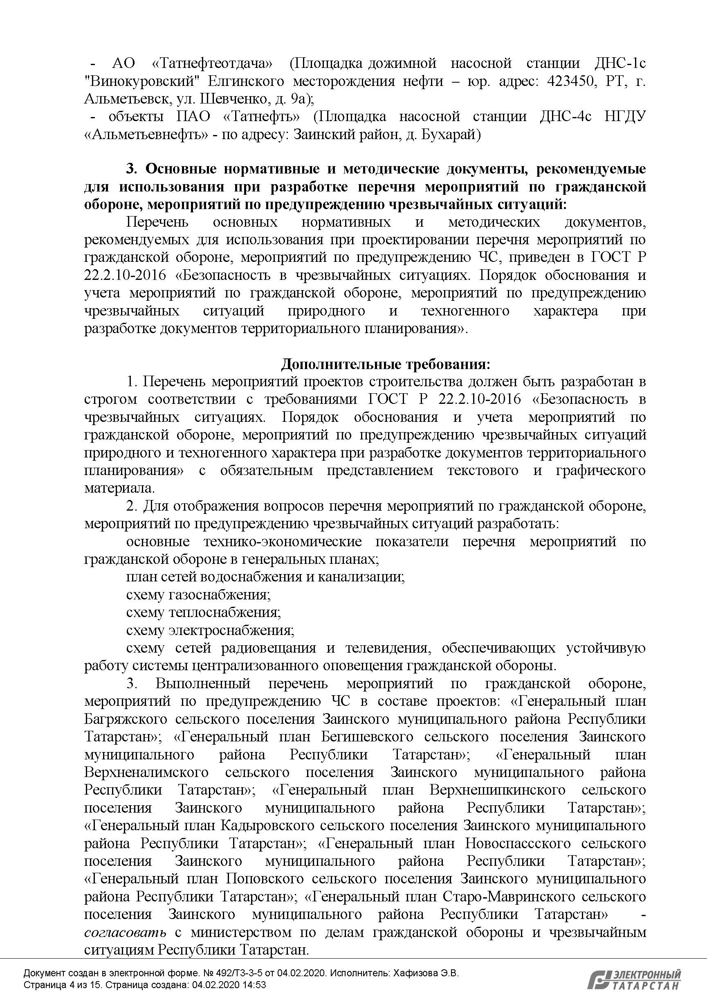 - АО «Татнефтеотдача» (Площадка дожимной насосной станции ДНС-1с
"Винокуровский" Елгинского месторождения нефти – юр. адрес: 423450, РТ, г.
Альметьевск, ул. Шевченко, д. 9а);
- объекты ПАО «Татнефть» (Площадка насосной станции ДНС-4с НГДУ
«Альметьевнефть» - по адресу: Заинский район, д. Бухарай)
3. Основные нормативные и методические документы, рекомендуемые
для использования при разработке перечня мероприятий по гражданской
обороне, мероприятий по предупреждению чрезвычайных ситуаций:
Перечень основных нормативных и методических документов,
рекомендуемых для использования при проектировании перечня мероприятий по
гражданской обороне, мероприятий по предупреждению ЧС, приведен в ГОСТ Р
22.2.10-2016 «Безопасность в чрезвычайных ситуациях. Порядок обоснования и
учета мероприятий по гражданской обороне, мероприятий по предупреждению
чрезвычайных ситуаций природного и техногенного характера при
разработке документов территориального планирования».
Дополнительные требования:
1. Перечень мероприятий проектов строительства должен быть разработан в
строгом соответствии с требованиями ГОСТ Р 22.2.10-2016 «Безопасность в
чрезвычайных ситуациях. Порядок обоснования и учета мероприятий по
гражданской обороне, мероприятий по предупреждению чрезвычайных ситуаций
природного и техногенного характера при разработке документов территориального
планирования» с обязательным представлением текстового и графического
материала.
2. Для отображения вопросов перечня мероприятий по гражданской обороне,
мероприятий по предупреждению чрезвычайных ситуаций разработать:
основные технико-экономические показатели перечня мероприятий по
гражданской обороне в генеральных планах;
план сетей водоснабжения и канализации;
схему газоснабжения;
схему теплоснабжения;
схему электроснабжения;
схему сетей радиовещания и телевидения, обеспечивающих устойчивую
работу системы централизованного оповещения гражданской обороны.
3. Выполненный перечень мероприятий по гражданской обороне,
мероприятий по предупреждению ЧС в составе проектов: «Генеральный план
Багряжского сельского поселения Заинского муниципального района Республики
Татарстан»; «Генеральный план Бегишевского сельского поселения Заинского
муниципального района Республики Татарстан»; «Генеральный план
Верхненалимского сельского поселения Заинского муниципального района
Республики Татарстан»; «Генеральный план Верхнешипкинского сельского
поселения Заинского муниципального района Республики Татарстан»;
«Генеральный план Кадыровского сельского поселения Заинского муниципального
района Республики Татарстан»; «Генеральный план Новоспассского сельского
поселения Заинского муниципального района Республики Татарстан»;
«Генеральный план Поповского сельского поселения Заинского муниципального
района Республики Татарстан»; «Генеральный план Старо-Мавринского сельского
поселения Заинского муниципального района Республики Татарстан» -
согласовать с министерством по делам гражданской обороны и чрезвычайным
ситуациям Республики Татарстан.
Документ создан в электронной форме. № 492/ТЗ-3-5 от 04.02.2020. Исполнитель: Хафизова Э.В.
Страница 4 из 15. Страница создана: 04.02.2020 14:53
ЭЛЕКТРОННЫЙ
ТАТАРСТАН